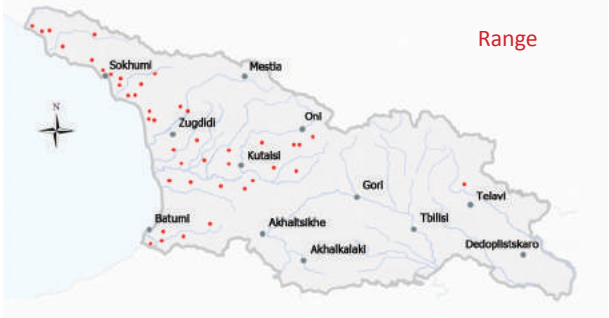 Range
Sokhumi
Mestia
N
Zugdidi
Oni
Kutaisi
Gori
Telavi
Batumi
Akhaltsikhe
Tbilisi
Akhalkalaki
Dedoplistskaro